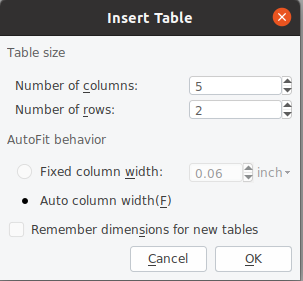 Insert Table
Table size
Number of columns: 5
Number of rows: 2
AutoFit behavior
Fixed column width: 0.06 inch
Auto column width(F)
Remember dimensions for new tables
Cancel OK